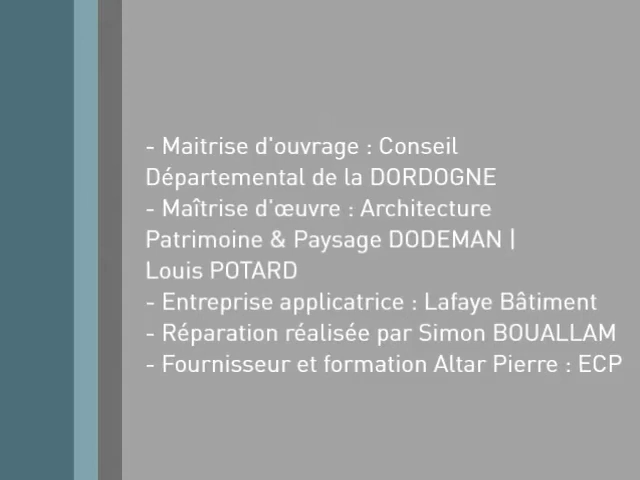 - Maitrise d'ouvrage : Conseil
Départemental de la DORDOGNE
- Maîtrise d'œuvre : Architecture
Patrimoine & Paysage DODEMAN |
Louis POTARD
- Entreprise applicatrice : Lafaye Bâtiment
- Réparation réalisée par Simon BOUALLAM
- Fournisseur et formation Altar Pierre : ECP